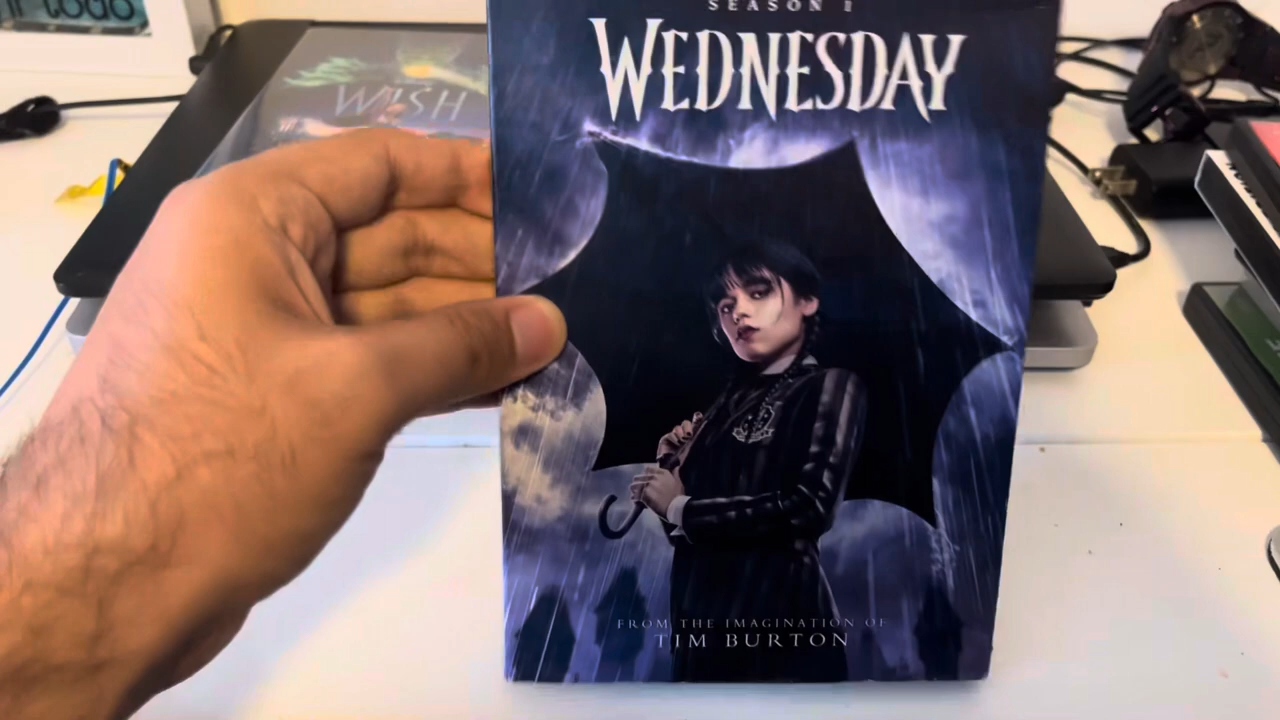 SEASON 1
WEDNESDAY
WISH
FROM THE IMAGINATION OF
TIM BURTON